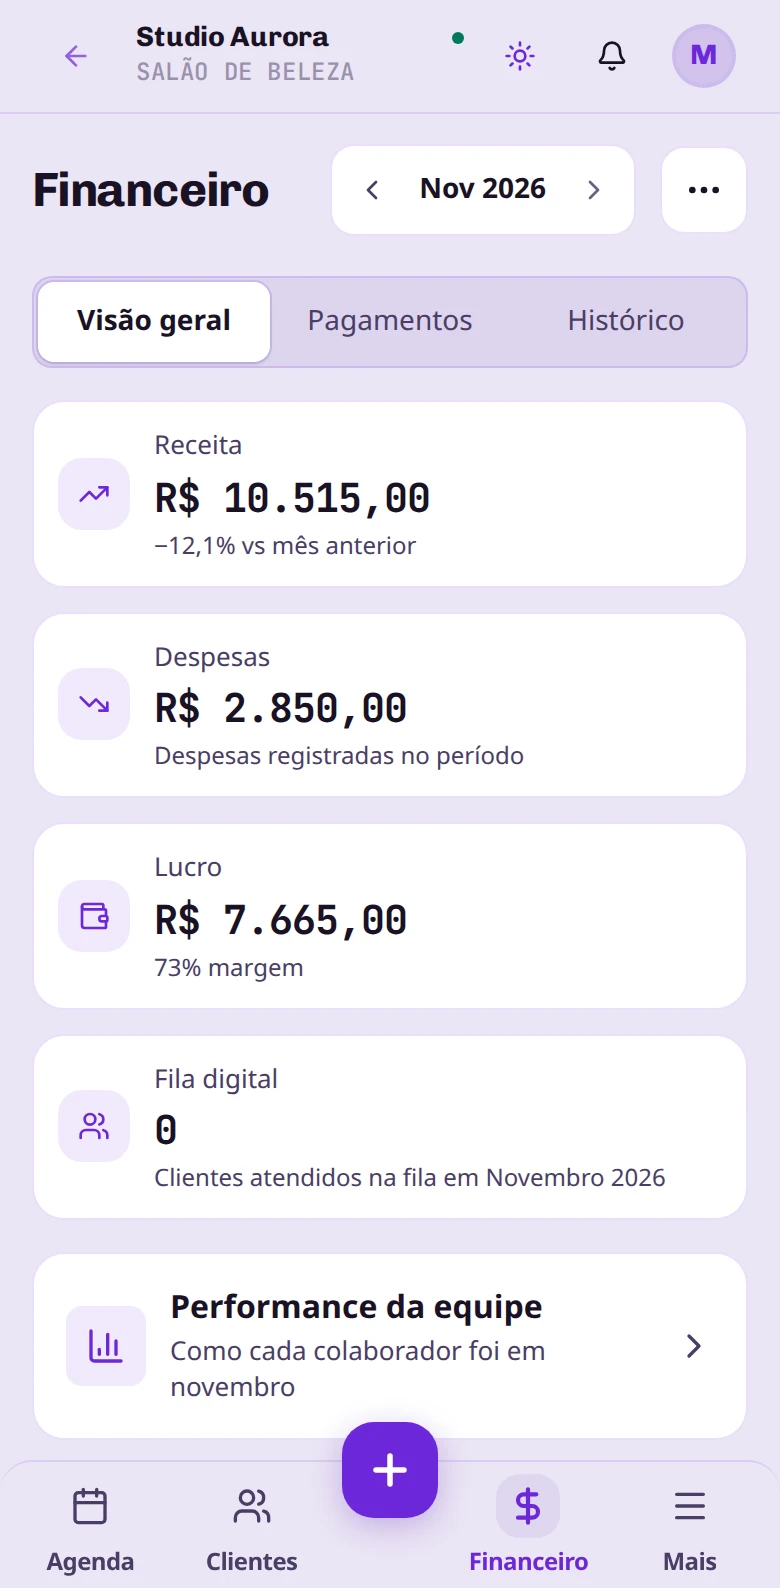 Studio Aurora
SALÃO DE BELEZA
M
Financeiro
Nov 2026
Visão geral
Pagamentos
Histórico
Receita
R$ 10.515,00
−12,1% vs mês anterior
Despesas
R$ 2.850,00
Despesas registradas no período
Lucro
R$ 7.665,00
73% margem
Fila digital
0
Clientes atendidos na fila em Novembro 2026
Performance da equipe
Como cada colaborador foi em
novembro
Agenda
Clientes
Financeiro
Mais